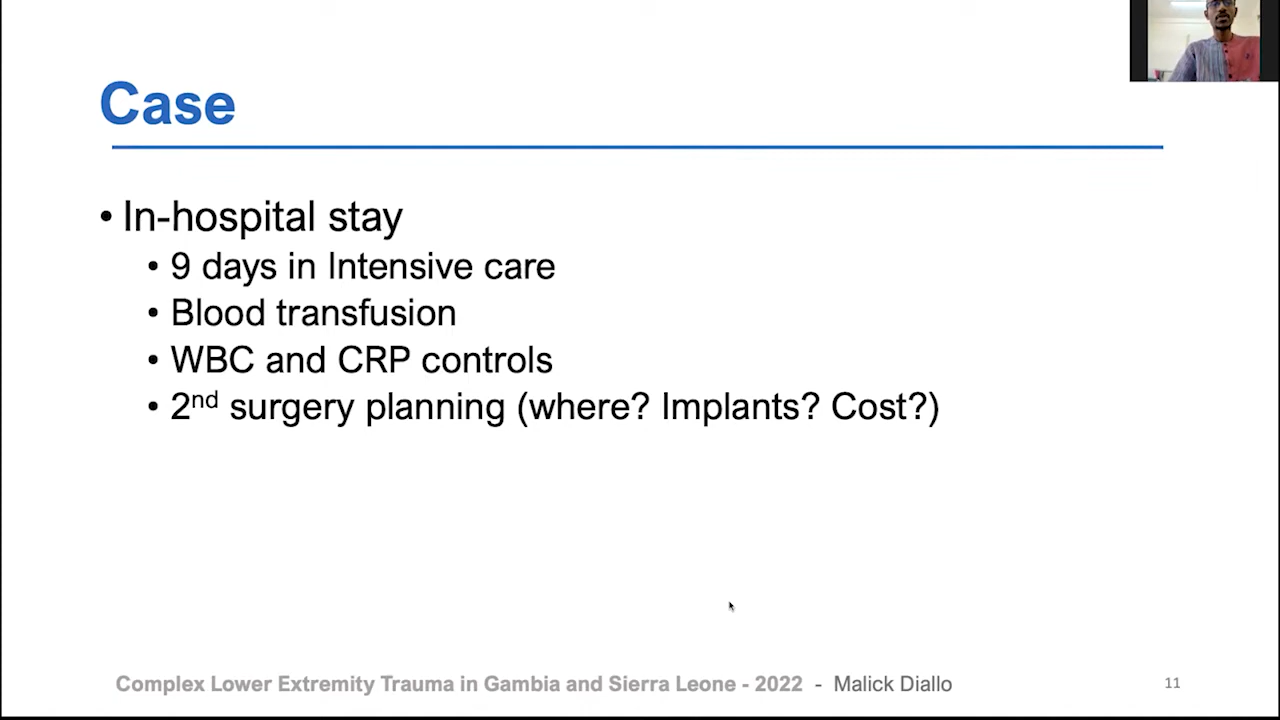 Case
• In-hospital stay
• 9 days in Intensive care
• Blood transfusion
• WBC and CRP controls
• 2nd surgery planning (where? Implants? Cost?)
Complex Lower Extremity Trauma in Gambia and Sierra Leone - 2022 - Malick Diallo
11